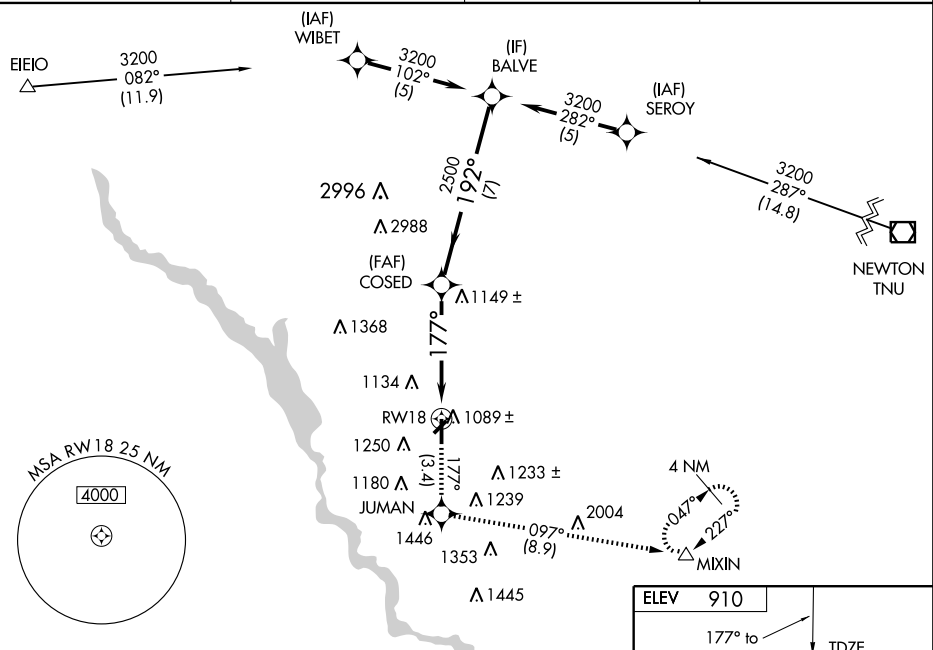 (IAF)
WIBET
(IF)
BALVE
EIEIO
3200
082°
(11.9)
3200
102°
(5)
3200
282°
(5)
(IAF)
SEROY
3200
287°
(14.8)
NEWTON
TNU
2500
192°
(7)
2996
2988
(FAF)
COSED
1149 ±
1368
177°
1134
RW18
1089 ±
1250
177°
(3.4)
1180
1233 ±
1239
JUMAN
1446
097°
(8.9)
2004
4 NM
047°
227°
MIXIN
1353
1445
MSA RW18 25 NM
4000
ELEV 910
177° to
TDZE